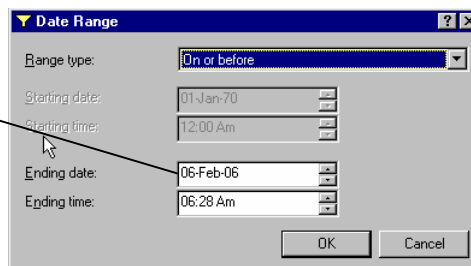 Date Range
Range type: On or before
Starting date: 01-Jan-70
Starting time: 12:00 Am
Ending date: 06-Feb-06
Ending time: 06:28 Am
OK Cancel